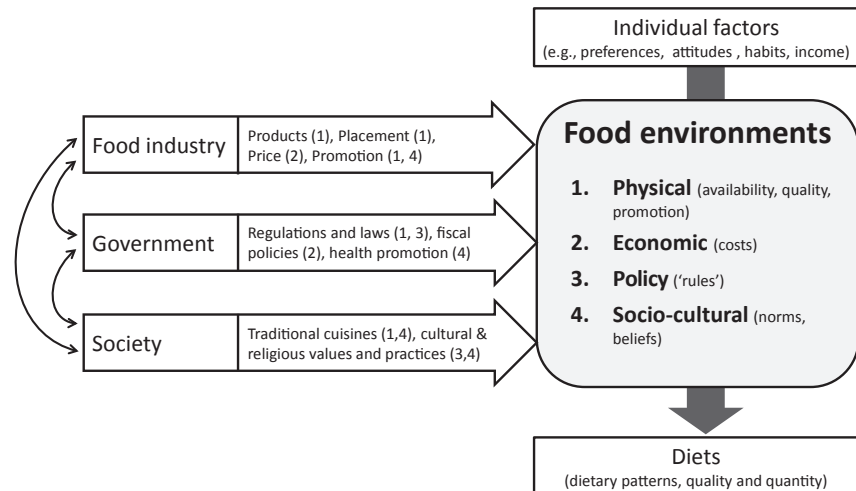 Individual factors
(e.g., preferences, attitudes , habits, income)
Food industry
Products (1), Placement (1),
Price (2), Promotion (1, 4)
Government
Regulations and laws (1, 3), fiscal
policies (2), health promotion (4)
Society
Traditional cuisines (1,4), cultural &
religious values and practices (3,4)
Food environments
1. Physical (availability, quality,
promotion)
2. Economic (costs)
3. Policy (‘rules’)
4. Socio-cultural (norms,
beliefs)
Diets
(dietary patterns, quality and quantity)